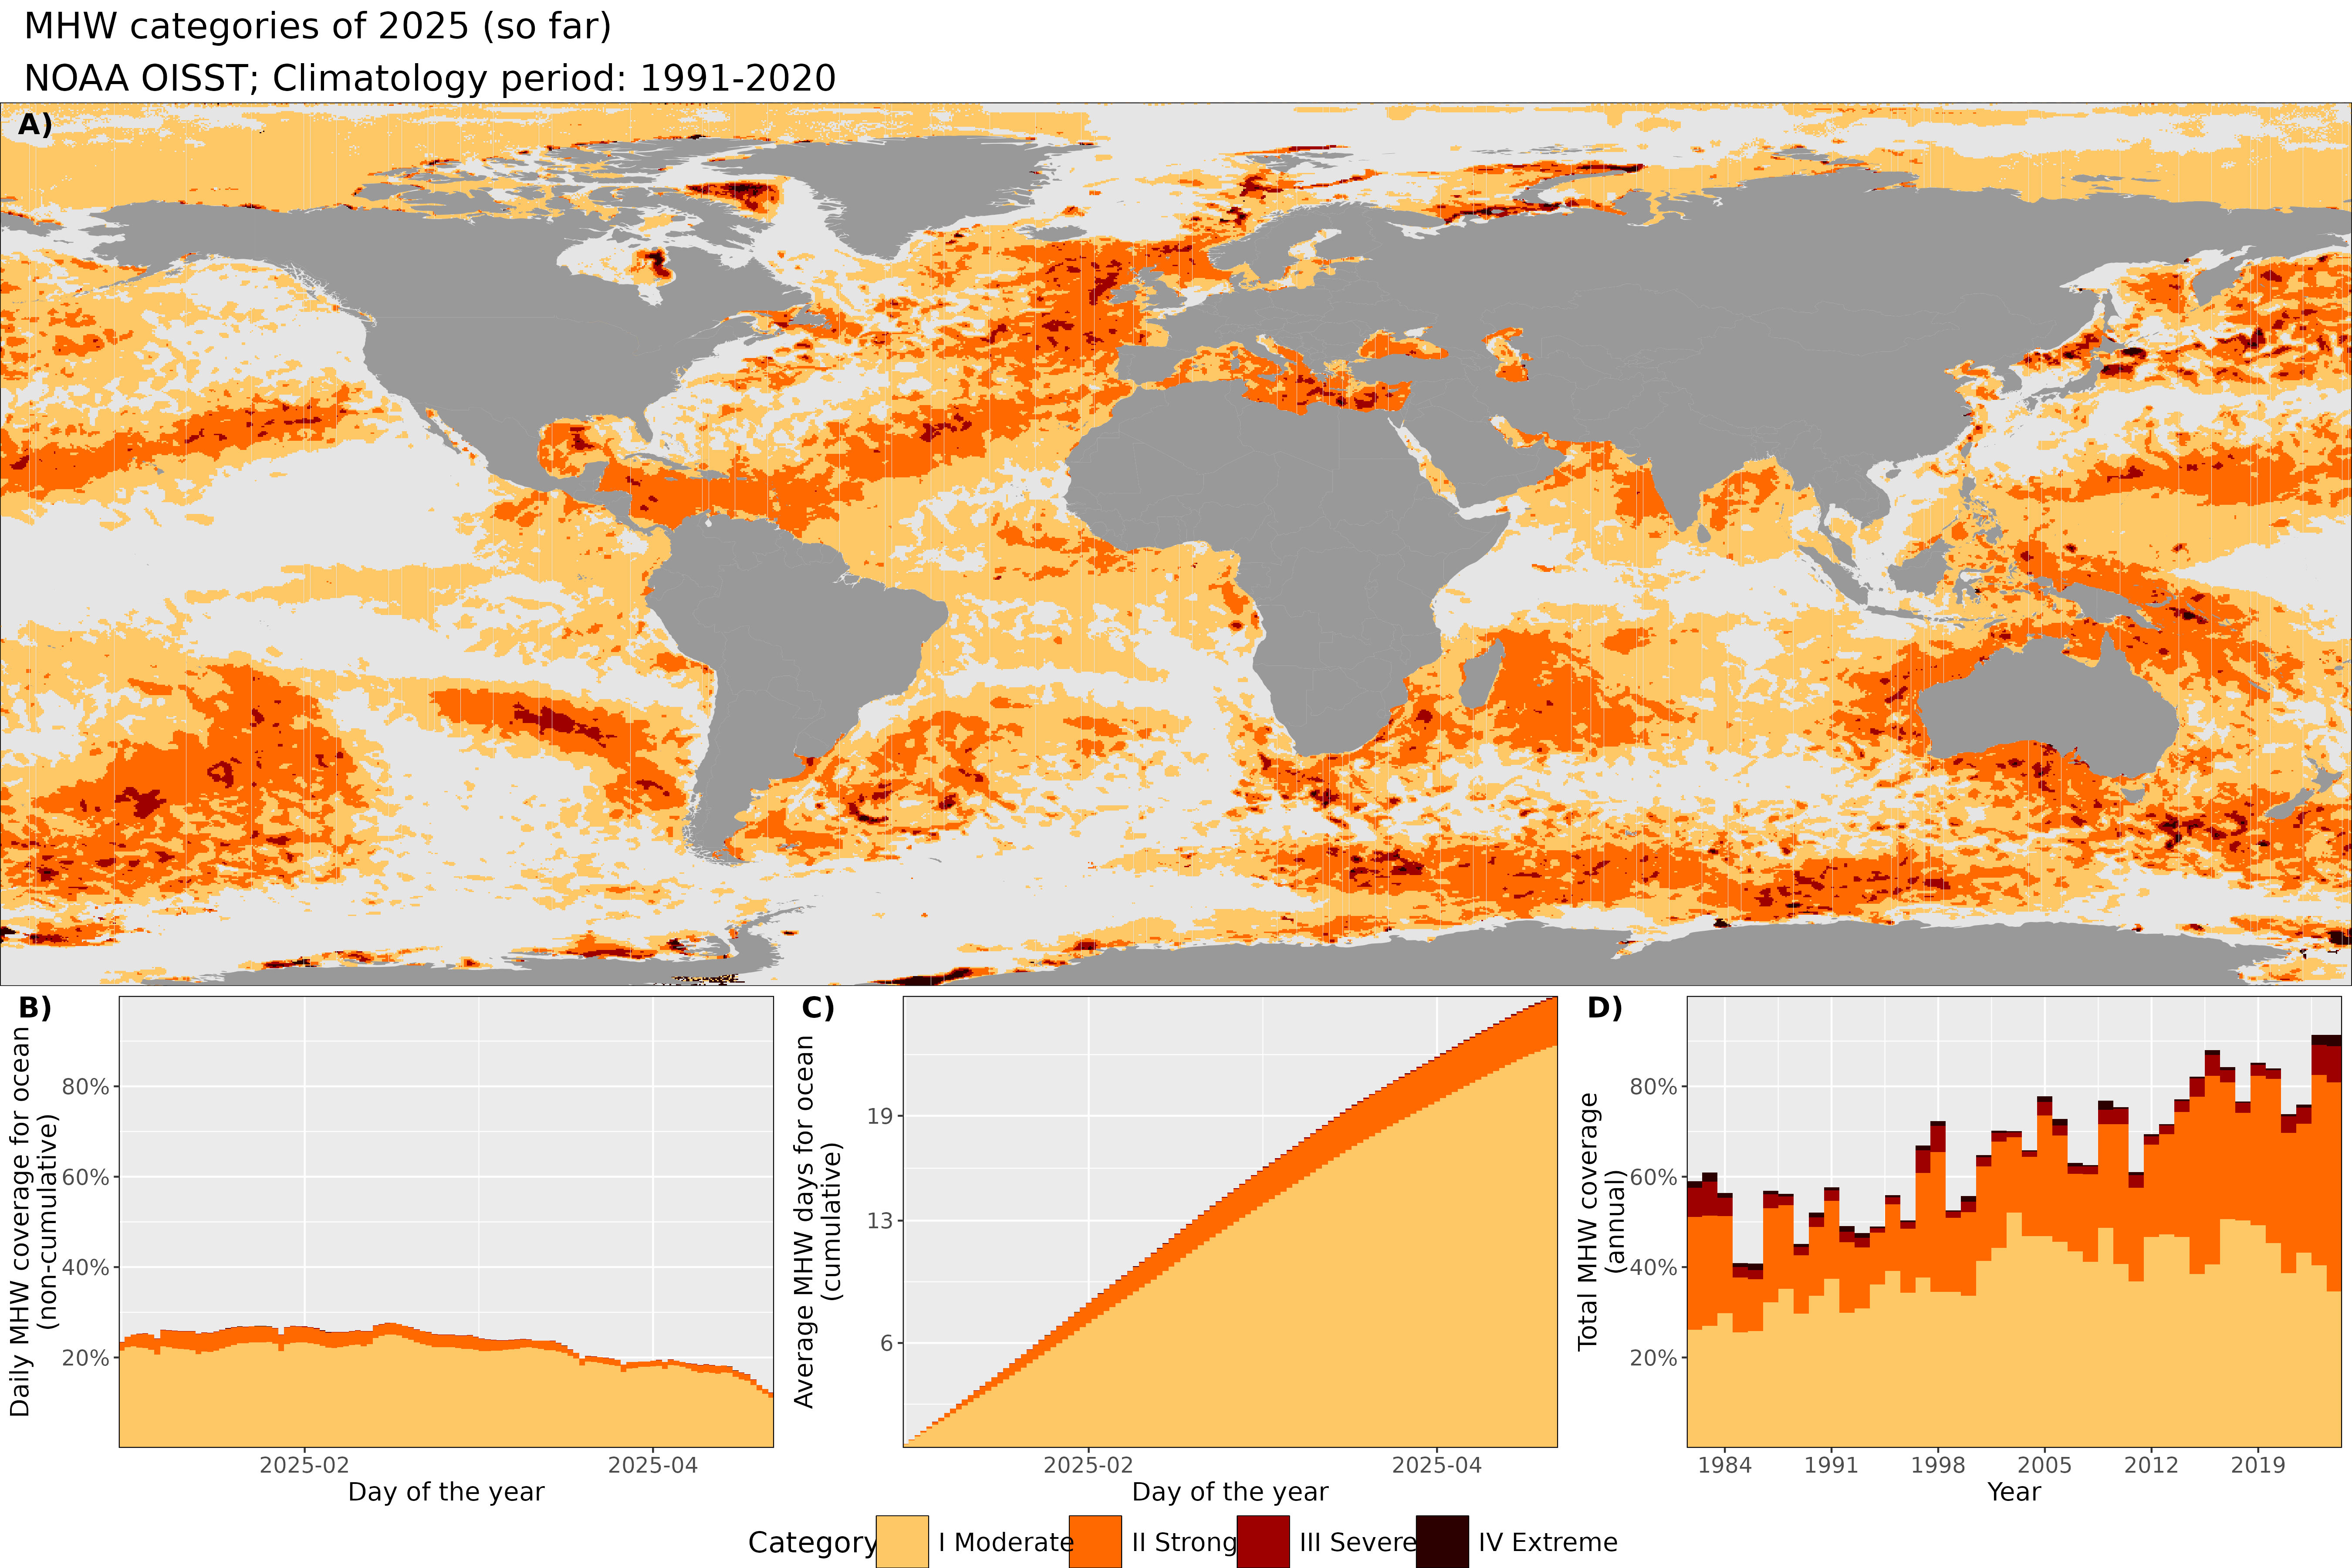 MHW categories of 2025 (so far)
NOAA OISST; Climatology period: 1991-2020
A)
B)
Daily MHW coverage for ocean
(non-cumulative)
80%
60%
40%
20%
2025-02
2025-04
Day of the year
C)
Average MHW days for ocean
(cumulative)
19
13
6
2025-02
2025-04
Day of the year
D)
Total MHW coverage
(annual)
80%
60%
40%
20%
1984
1991
1998
2005
2012
2019
Year
Category
I Moderate
II Strong
III Severe
IV Extreme